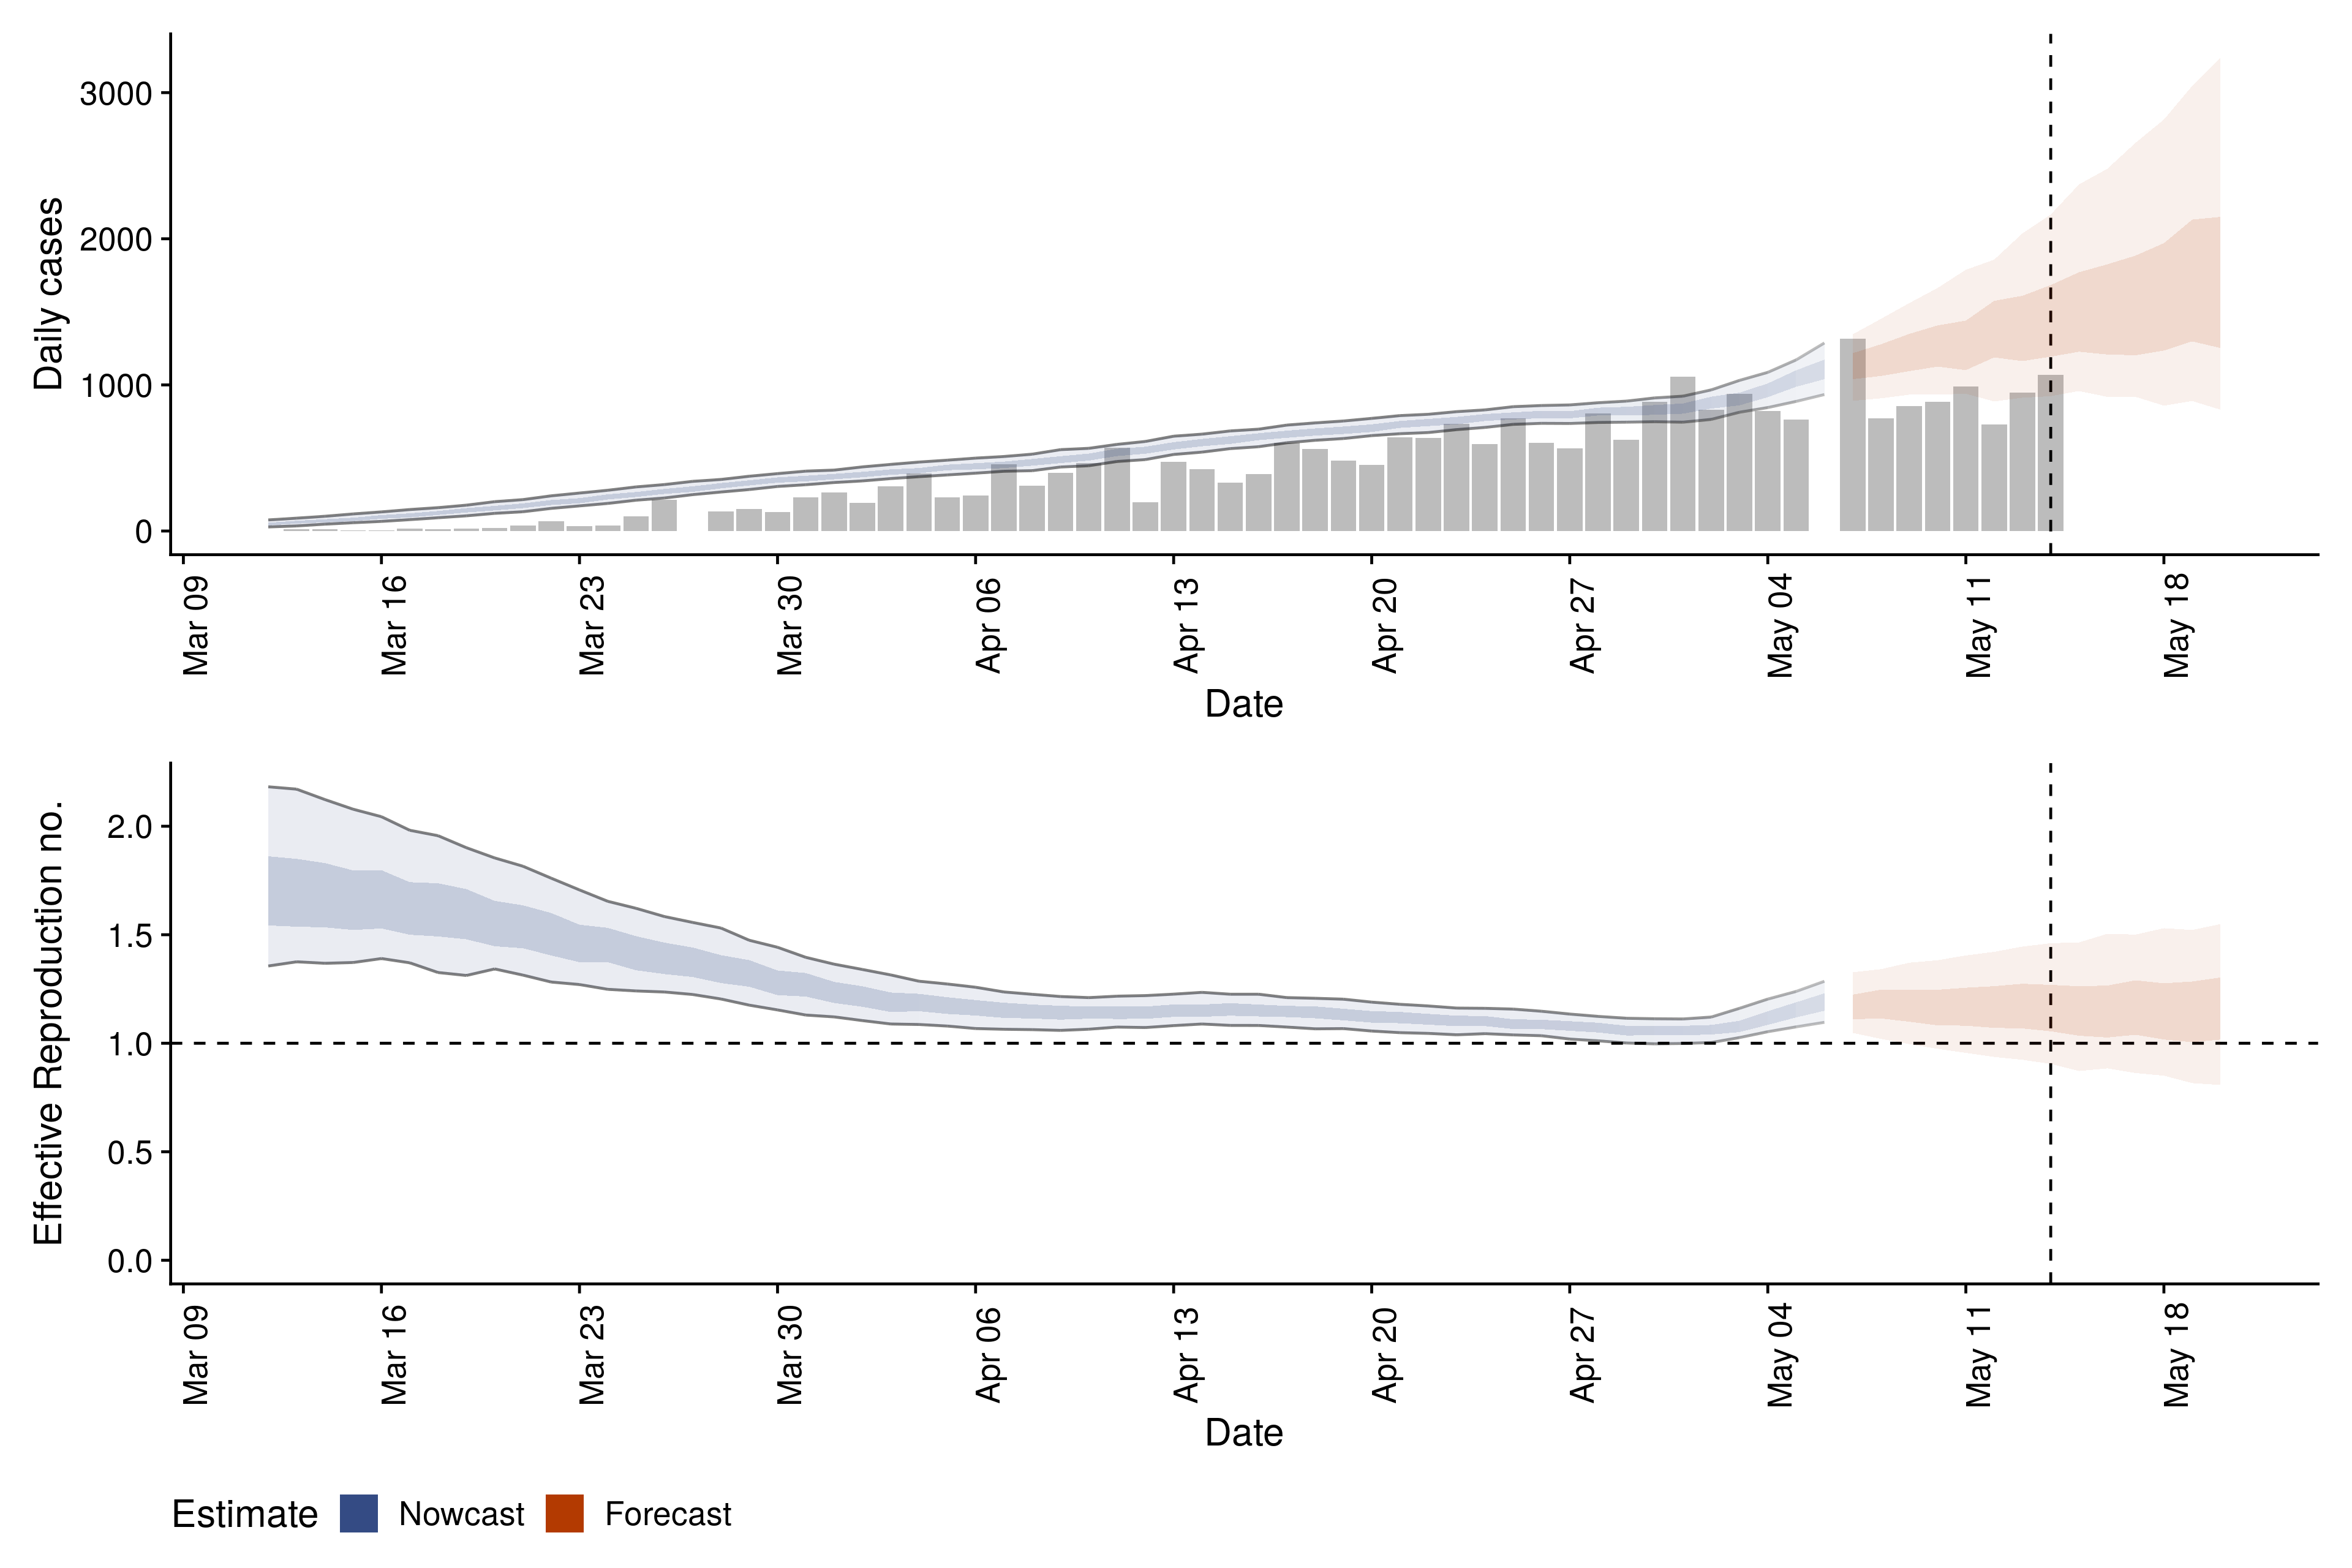 Daily cases
3000
2000
1000
0
Mar 09
Mar 16
Mar 23
Mar 30
Apr 06
Apr 13
Apr 20
Apr 27
May 04
May 11
May 18
Date
Effective Reproduction no.
2.0
1.5
1.0
0.5
0.0
Mar 09
Mar 16
Mar 23
Mar 30
Apr 06
Apr 13
Apr 20
Apr 27
May 04
May 11
May 18
Date
Estimate Nowcast Forecast